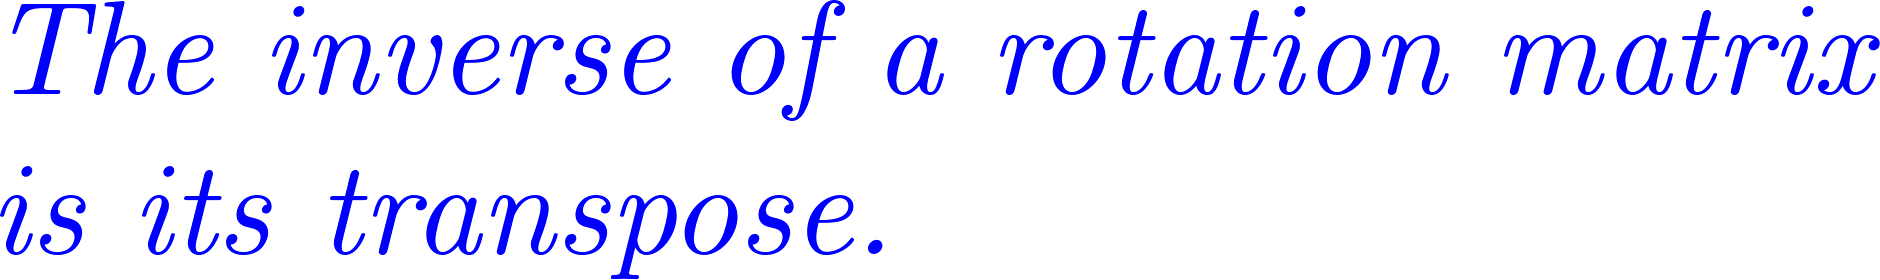 The inverse of a rotation matrix
is its transpose.